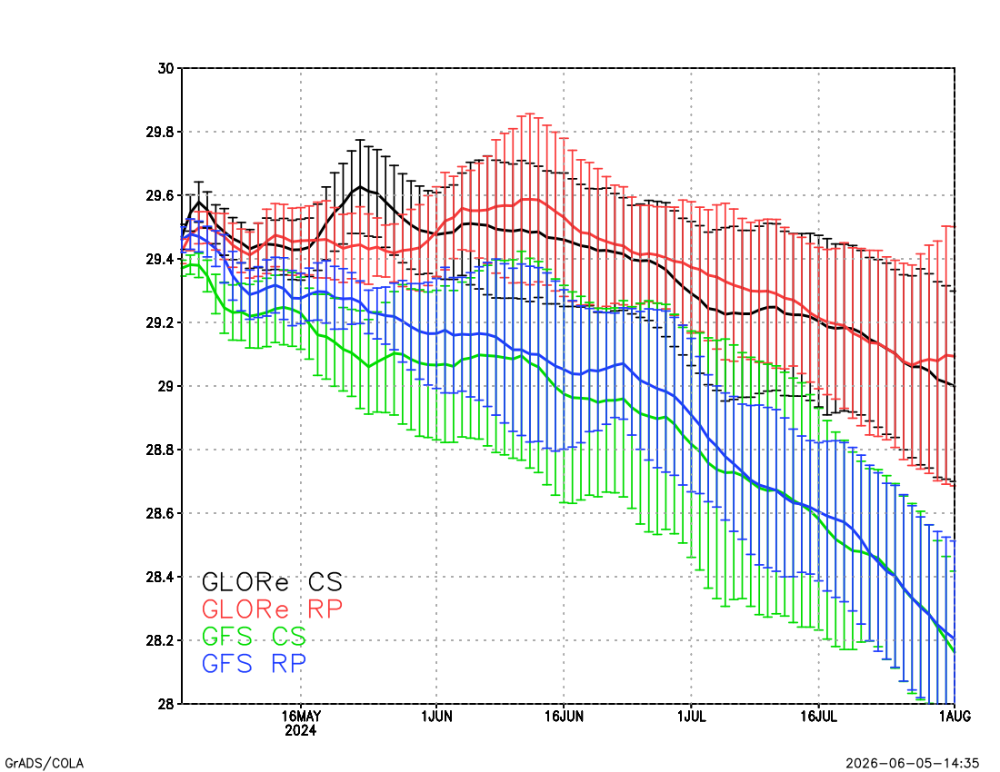 30
29.8
29.6
29.4
29.2
29
28.8
28.6
28.4
28.2
28
GLORe CS
GLORe RP
GFS CS
GFS RP
16MAY 1JUN 16JUN 1JUL 16JUL 1AUG
2024
GrADS/COLA 2026-06-05-14:35